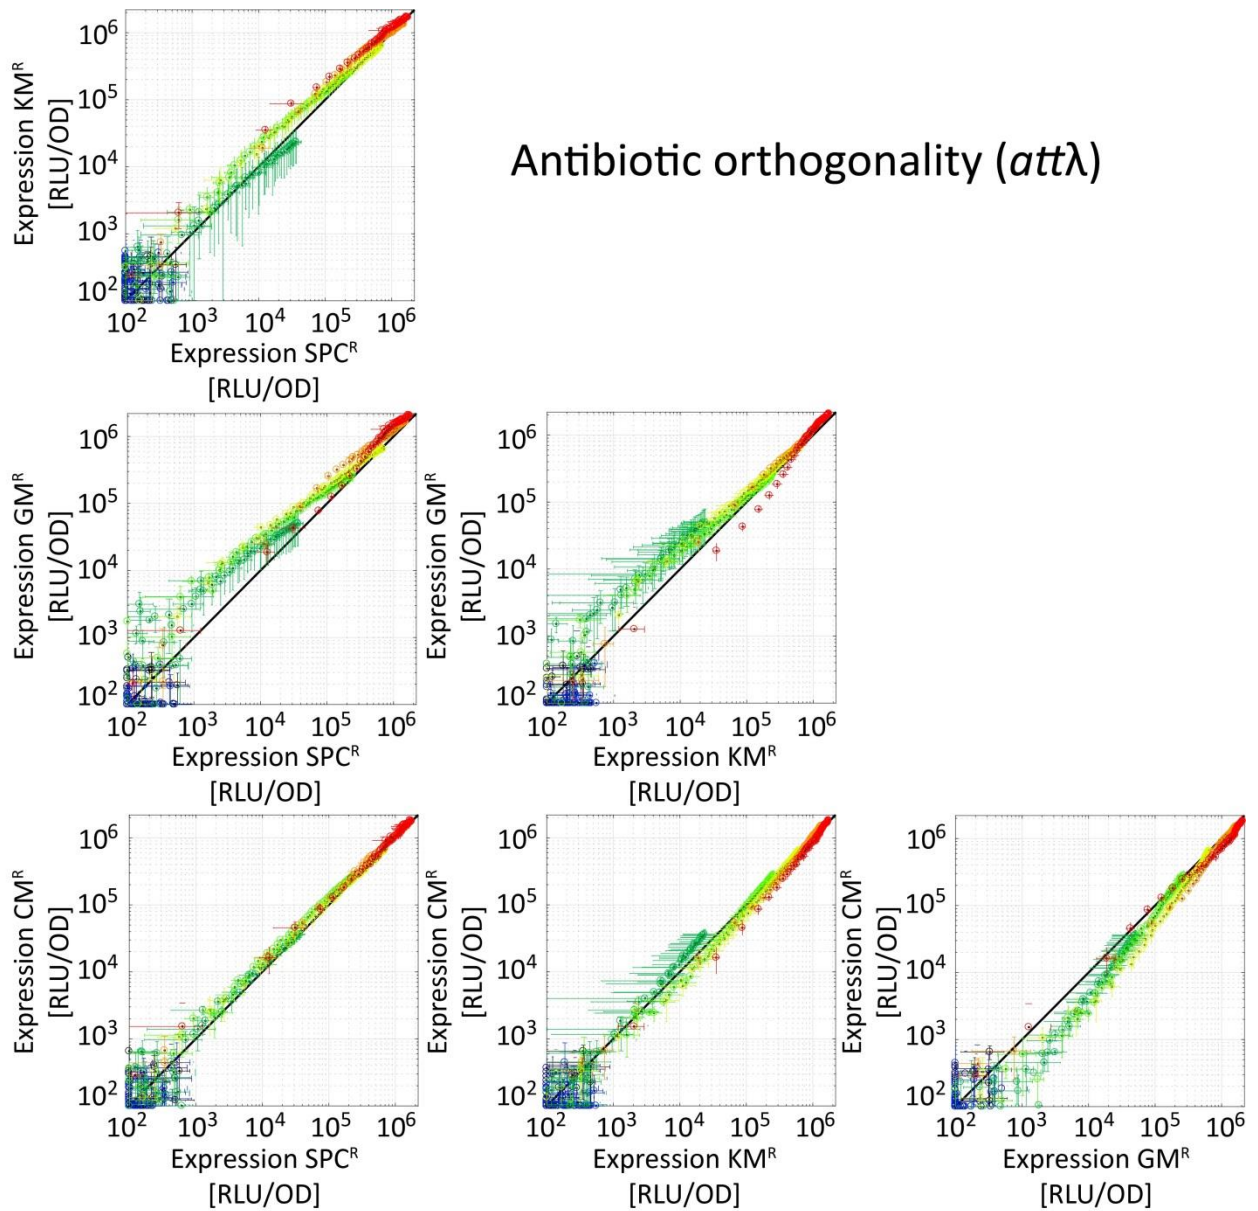 Antibiotic orthogonality (attλ)
Expression KMᴿ
[RLU/OD]
10⁶
10⁵
10⁴
10³
10²
10² 10³ 10⁴ 10⁵ 10⁶
Expression SPCᴿ
[RLU/OD]
Expression GMᴿ
[RLU/OD]
10⁶
10⁵
10⁴
10³
10²
10² 10³ 10⁴ 10⁵ 10⁶
Expression SPCᴿ
[RLU/OD]
Expression GMᴿ
[RLU/OD]
10⁶
10⁵
10⁴
10³
10²
10² 10³ 10⁴ 10⁵ 10⁶
Expression KMᴿ
[RLU/OD]
Expression CMᴿ
[RLU/OD]
10⁶
10⁵
10⁴
10³
10²
10² 10³ 10⁴ 10⁵ 10⁶
Expression SPCᴿ
[RLU/OD]
Expression CMᴿ
[RLU/OD]
10⁶
10⁵
10⁴
10³
10²
10² 10³ 10⁴ 10⁵ 10⁶
Expression KMᴿ
[RLU/OD]
Expression CMᴿ
[RLU/OD]
10⁶
10⁵
10⁴
10³
10²
10² 10³ 10⁴ 10⁵ 10⁶
Expression GMᴿ
[RLU/OD]